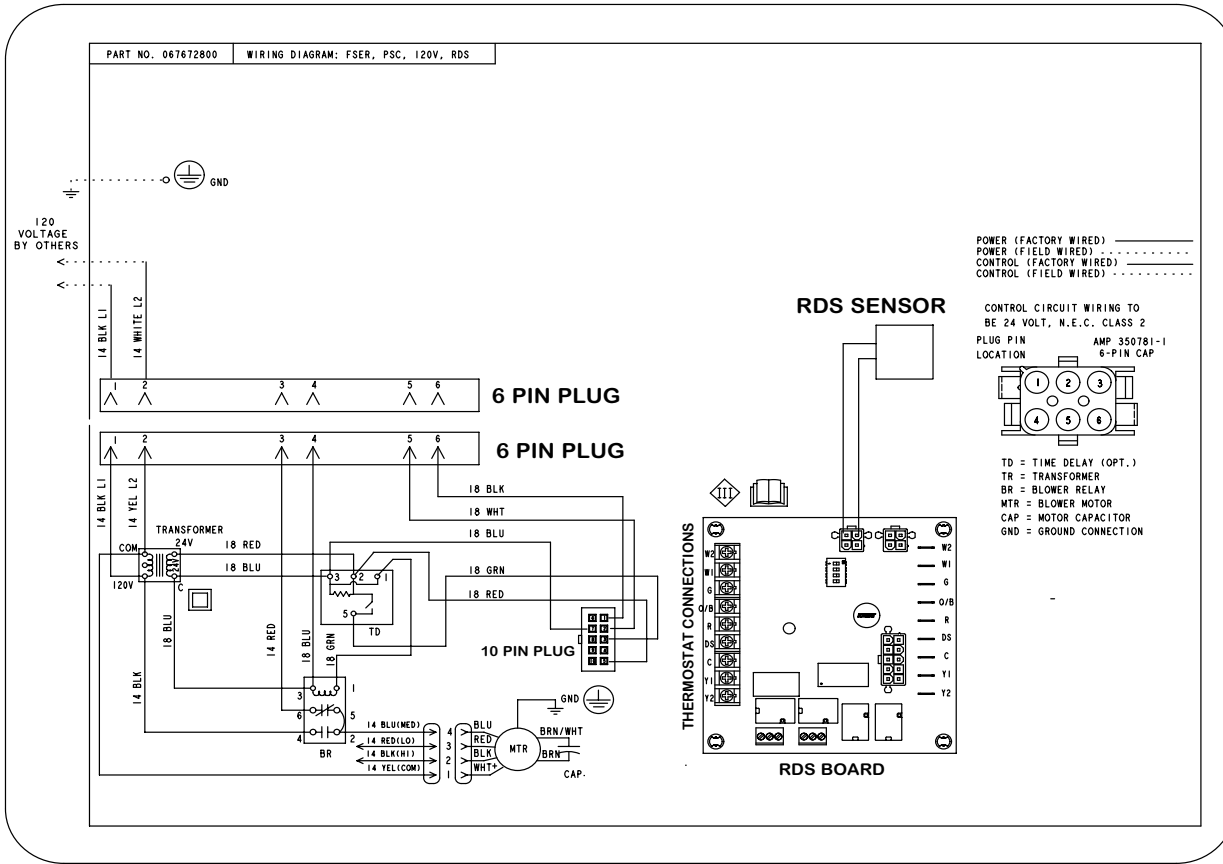 PART NO. 067672800
WIRING DIAGRAM: FSER, PSC, 120V, RDS
GND
120
VOLTAGE
BY OTHERS
14 BLK L1
14 WHITE L2
1 2 3 4 5 6
6 PIN PLUG
1 2 3 4 5 6
6 PIN PLUG
14 BLK L1
14 YEL L2
TRANSFORMER
24V
COM
24V
120V
C
18 RED
18 BLU
18 BLK
18 WHT
18 BLU
18 GRN
18 RED
3 2 1
5
TD
10 PIN PLUG
18 BLU
14 RED
18 BLU
18 GRN
14 BLK
3 1
6 5
4 2
BR
14 BLU(MED)
14 RED(LO)
14 BLK(HI)
14 YEL(COM)
4
3
2
1
BLU
RED
BLK
WHT+
MTR
GND
BRN/WHT
BRN
CAP.
RDS SENSOR
III
THERMOSTAT CONNECTIONS
W2
W1
G
O/B
R
DS
C
Y1
Y2
W2
W1
G
O/B
R
DS
C
Y1
Y2
RDS BOARD
POWER (FACTORY WIRED)
POWER (FIELD WIRED)
CONTROL (FACTORY WIRED)
CONTROL (FIELD WIRED)
CONTROL CIRCUIT WIRING TO
BE 24 VOLT, N.E.C. CLASS 2
PLUG PIN
LOCATION
AMP 350781-1
6-PIN CAP
1 2 3
4 5 6
TD = TIME DELAY (OPT.)
TR = TRANSFORMER
BR = BLOWER RELAY
MTR = BLOWER MOTOR
CAP = MOTOR CAPACITOR
GND = GROUND CONNECTION